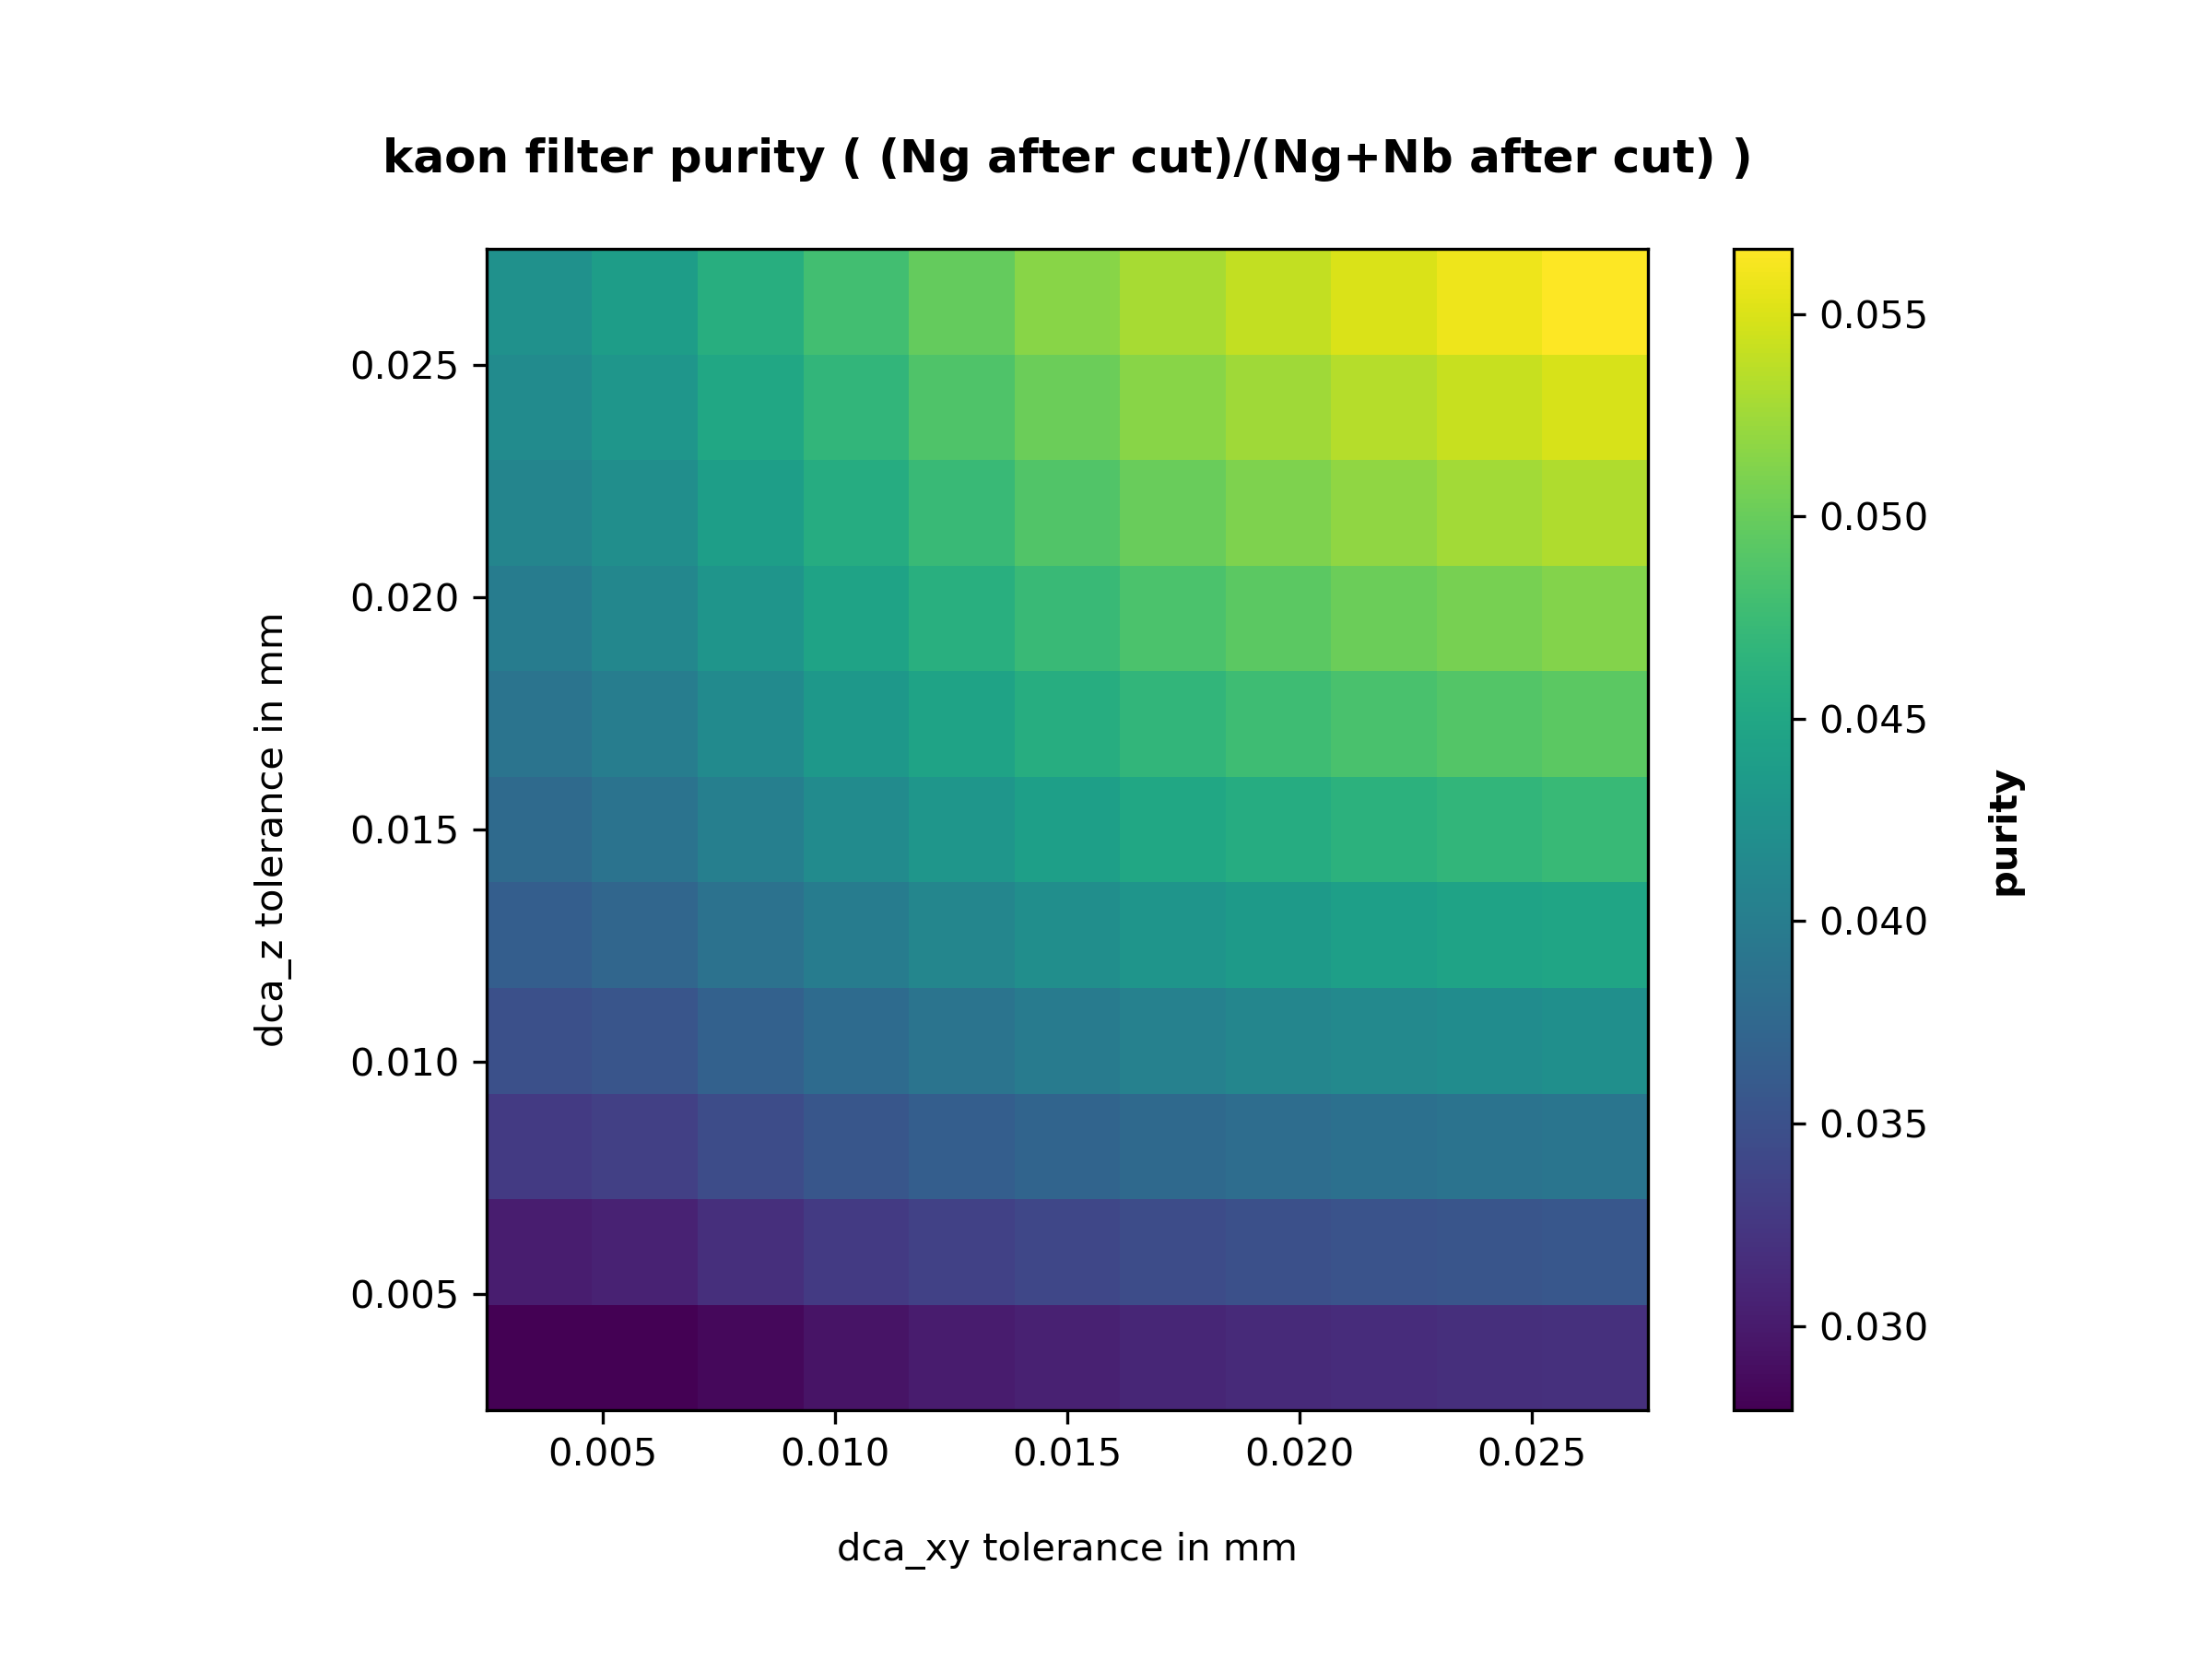 kaon filter purity ( (Ng after cut)/(Ng+Nb after cut) )
0.025
0.020
0.015
0.010
0.005
dca_z tolerance in mm
0.005 0.010 0.015 0.020 0.025
dca_xy tolerance in mm
0.055
0.050
0.045
0.040
0.035
0.030
purity